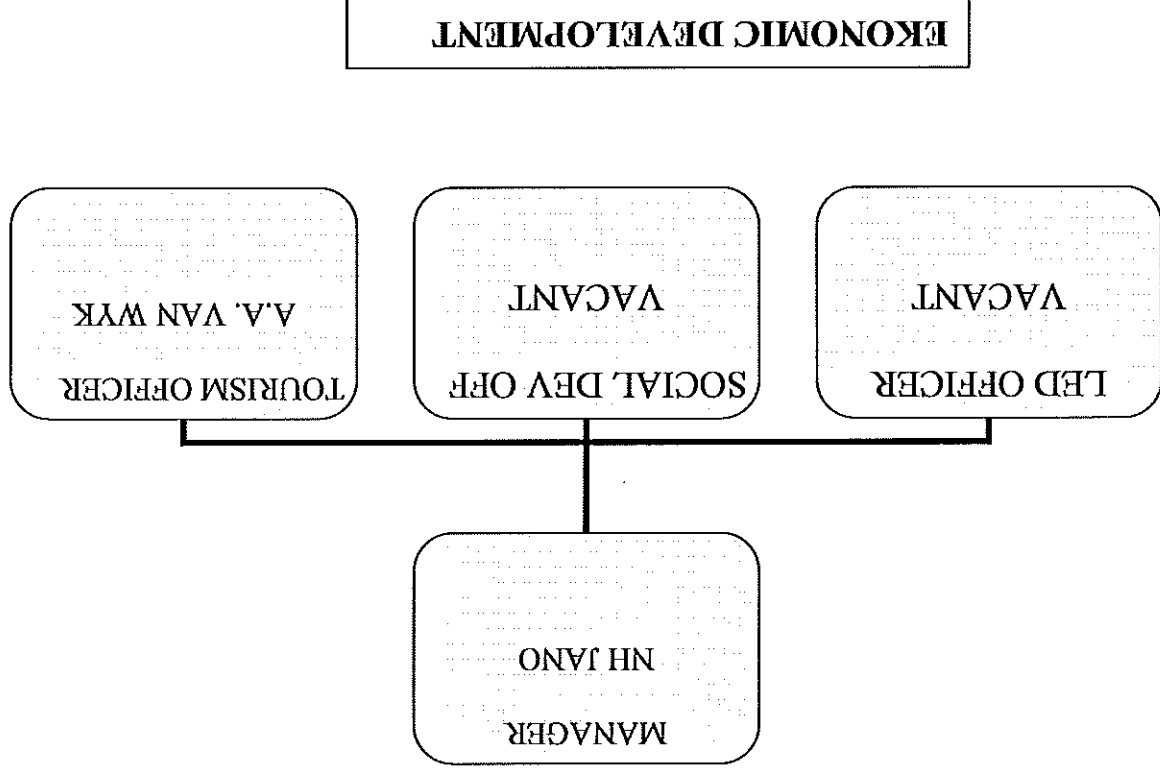 MANAGER
NH JANO
LED OFFICER
VACANT
SOCIAL DEV OFF
VACANT
TOURISM OFFICER
A.A. VAN WYK
EKONOMIC DEVELOPMENT